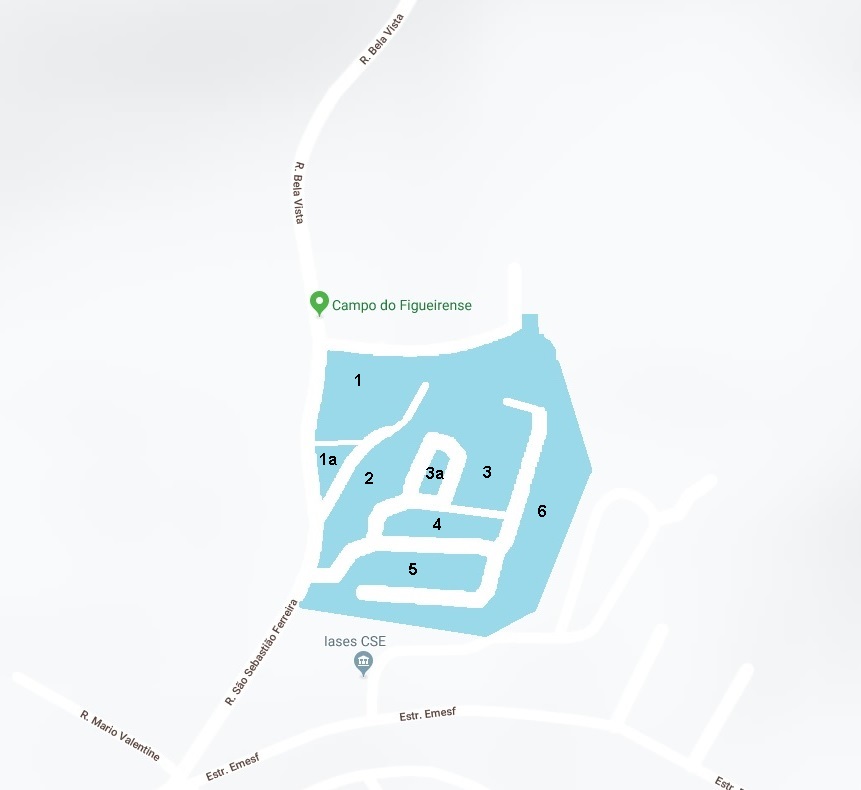 R. Bela Vista
R. Bela Vista
Campo do Figueirense
1
1a
2
3a
3
4
6
5
R. São Sebastião Ferreira
Iases CSE
R. Mario Valentine
Estr. Emesf
Estr. Emesf
Estr.